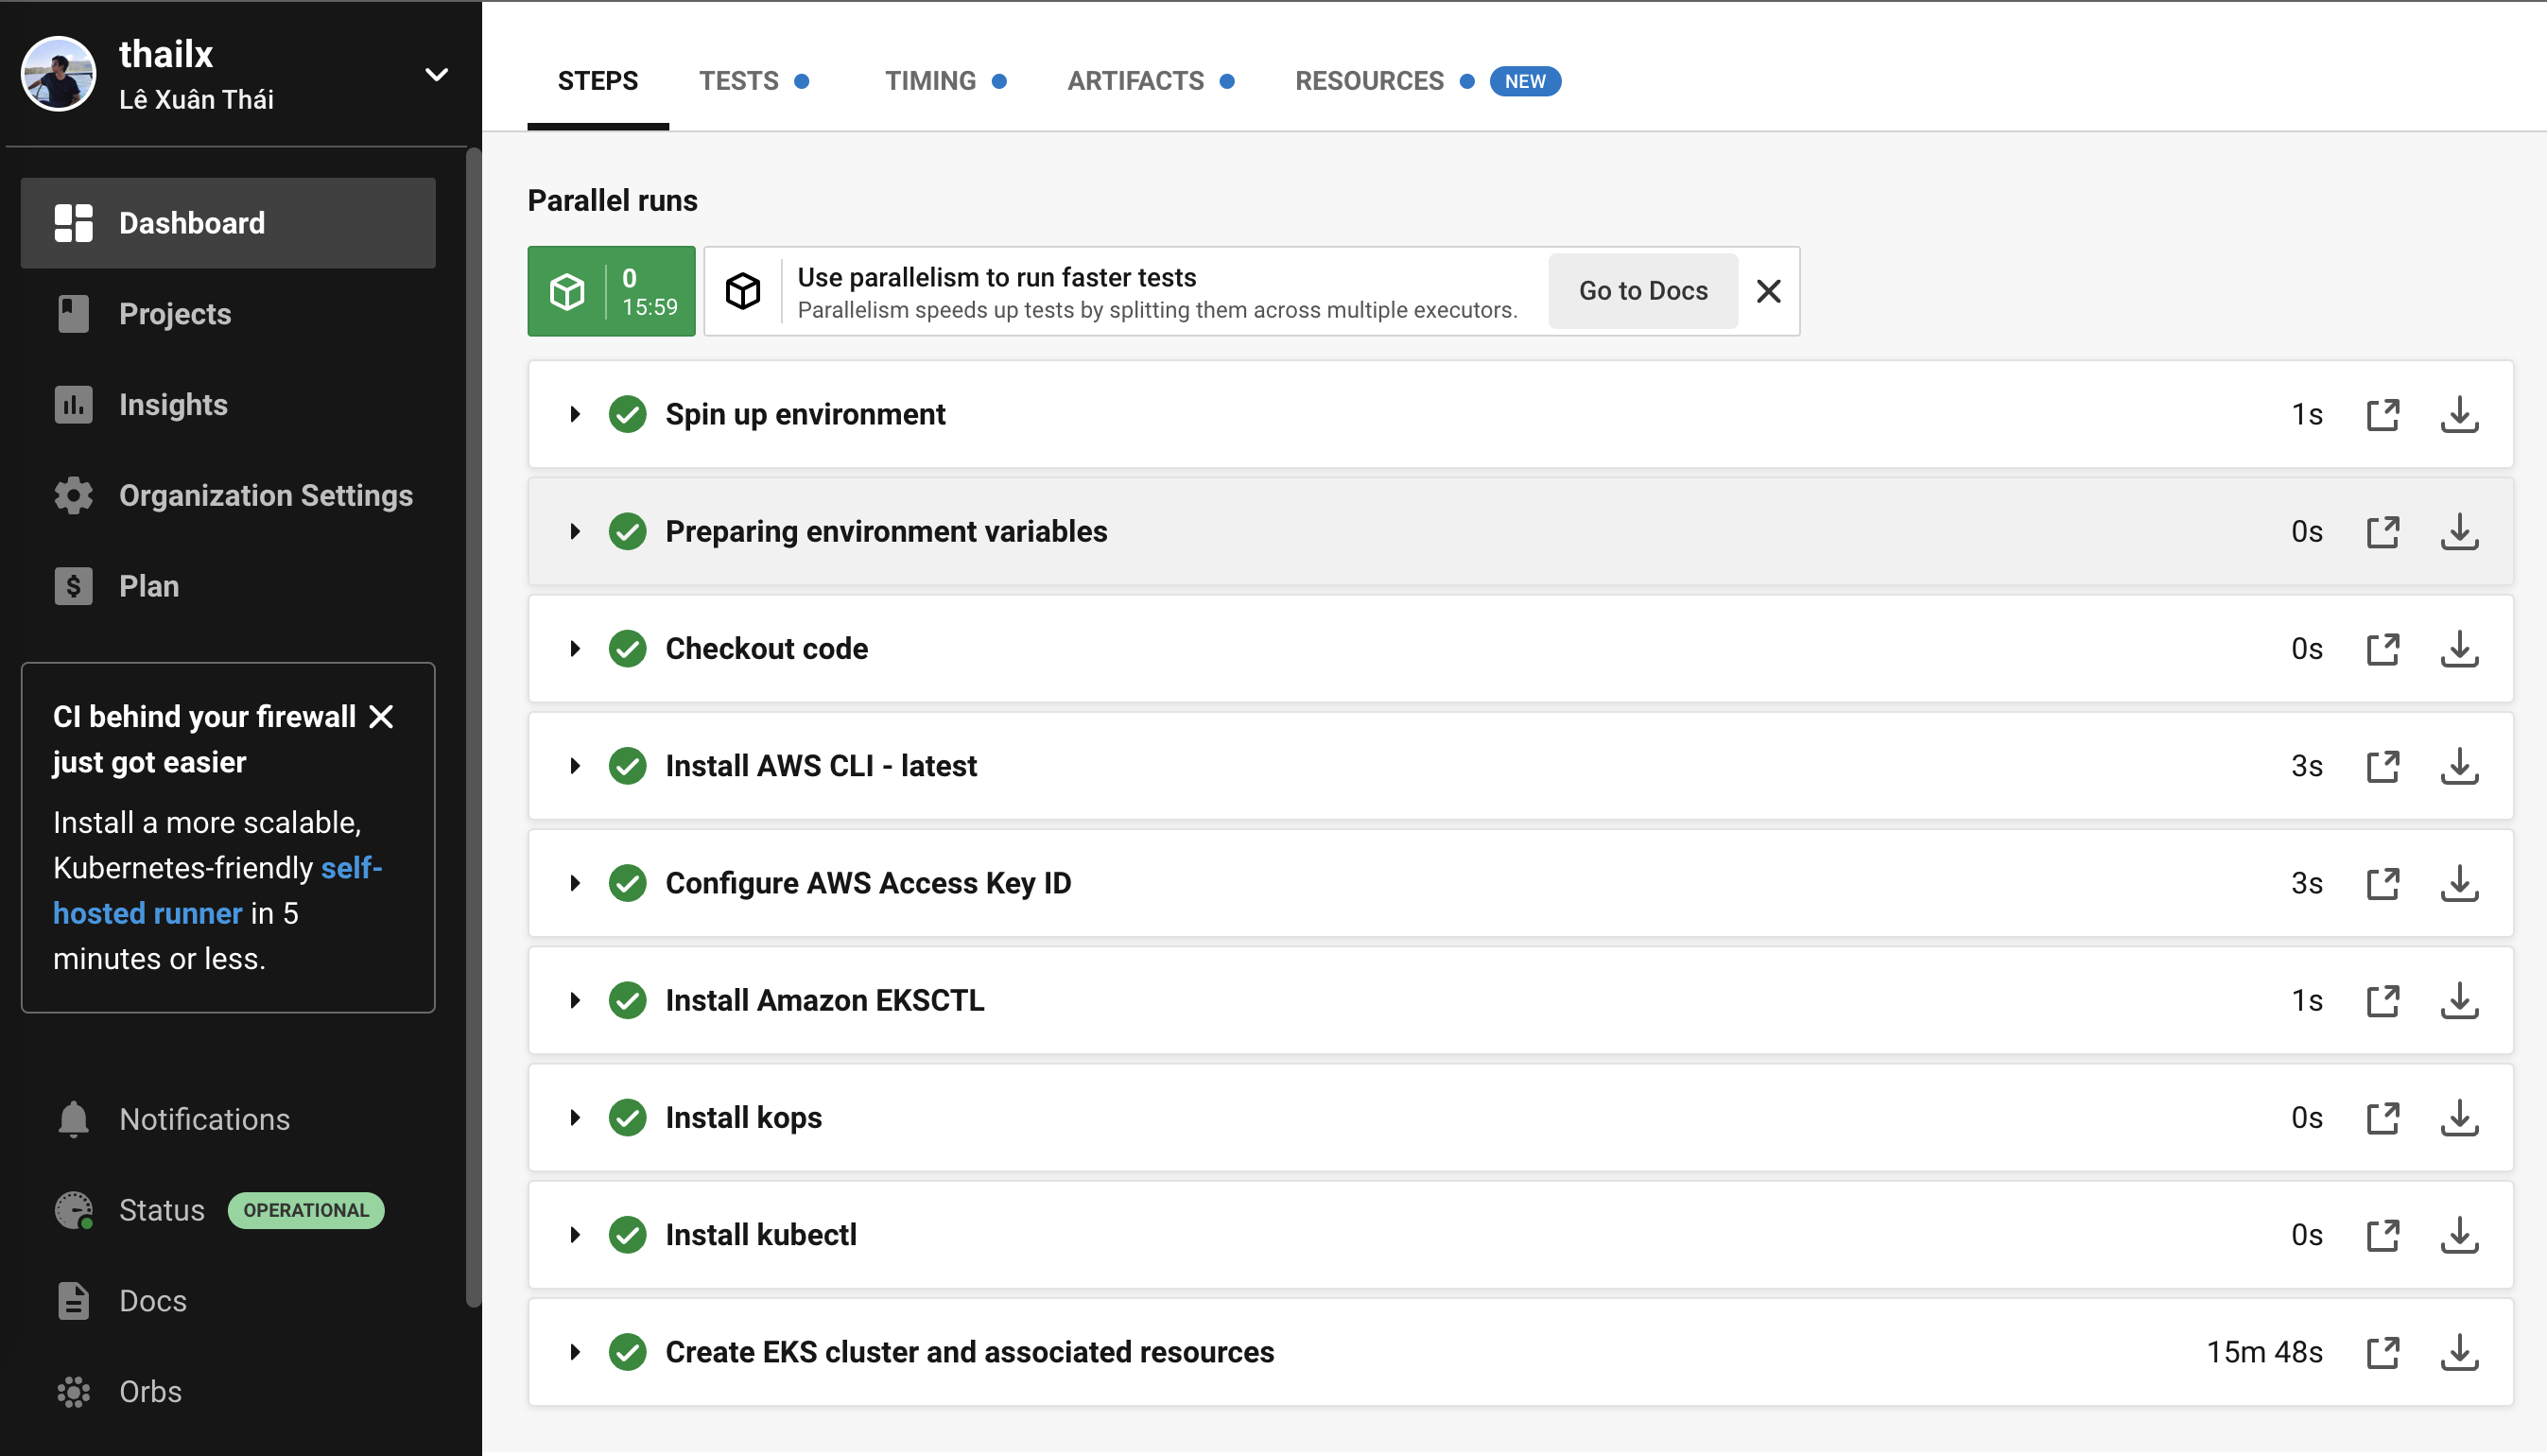 thailx
Lê Xuân Thái
Dashboard
Projects
Insights
Organization Settings
Plan
CI behind your firewall
just got easier
Install a more scalable,
Kubernetes-friendly self-
hosted runner in 5
minutes or less.
Notifications
Status OPERATIONAL
Docs
Orbs
STEPS TESTS TIMING ARTIFACTS RESOURCES NEW
Parallel runs
0
15:59
Use parallelism to run faster tests
Parallelism speeds up tests by splitting them across multiple executors.
Go to Docs
Spin up environment 1s
Preparing environment variables 0s
Checkout code 0s
Install AWS CLI - latest 3s
Configure AWS Access Key ID 3s
Install Amazon EKSCTL 1s
Install kops 0s
Install kubectl 0s
Create EKS cluster and associated resources 15m 48s